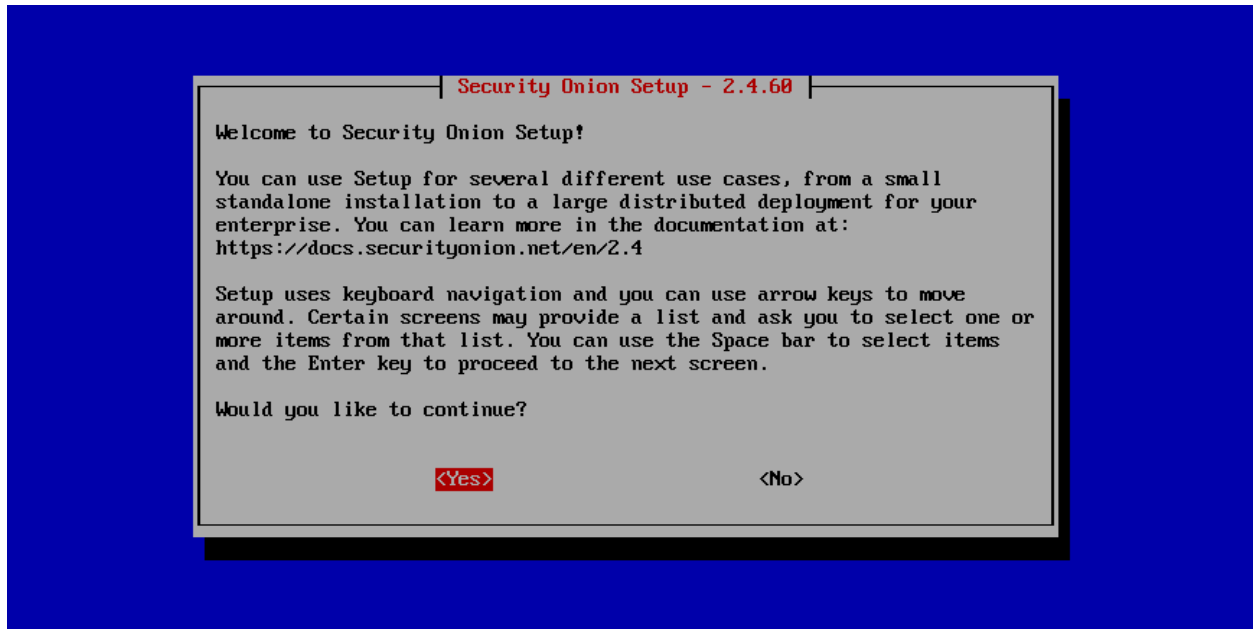 Security Onion Setup - 2.4.60
Welcome to Security Onion Setup!
You can use Setup for several different use cases, from a small
standalone installation to a large distributed deployment for your
enterprise. You can learn more in the documentation at:
https://docs.securityonion.net/en/2.4
Setup uses keyboard navigation and you can use arrow keys to move
around. Certain screens may provide a list and ask you to select one or
more items from that list. You can use the Space bar to select items
and the Enter key to proceed to the next screen.
Would you like to continue?
<Yes> <No>